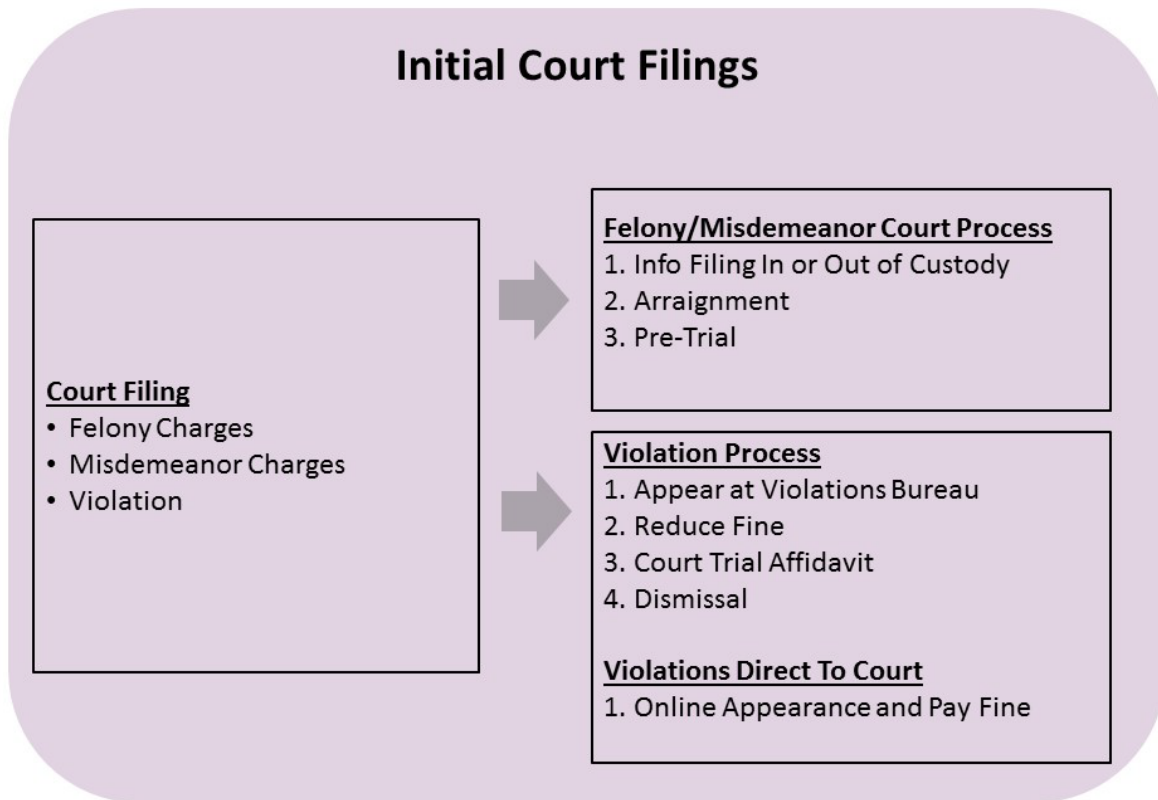 Initial Court Filings
Court Filing
• Felony Charges
• Misdemeanor Charges
• Violation
Felony/Misdemeanor Court Process
1. Info Filing In or Out of Custody
2. Arraignment
3. Pre-Trial
Violation Process
1. Appear at Violations Bureau
2. Reduce Fine
3. Court Trial Affidavit
4. Dismissal
Violations Direct To Court
1. Online Appearance and Pay Fine